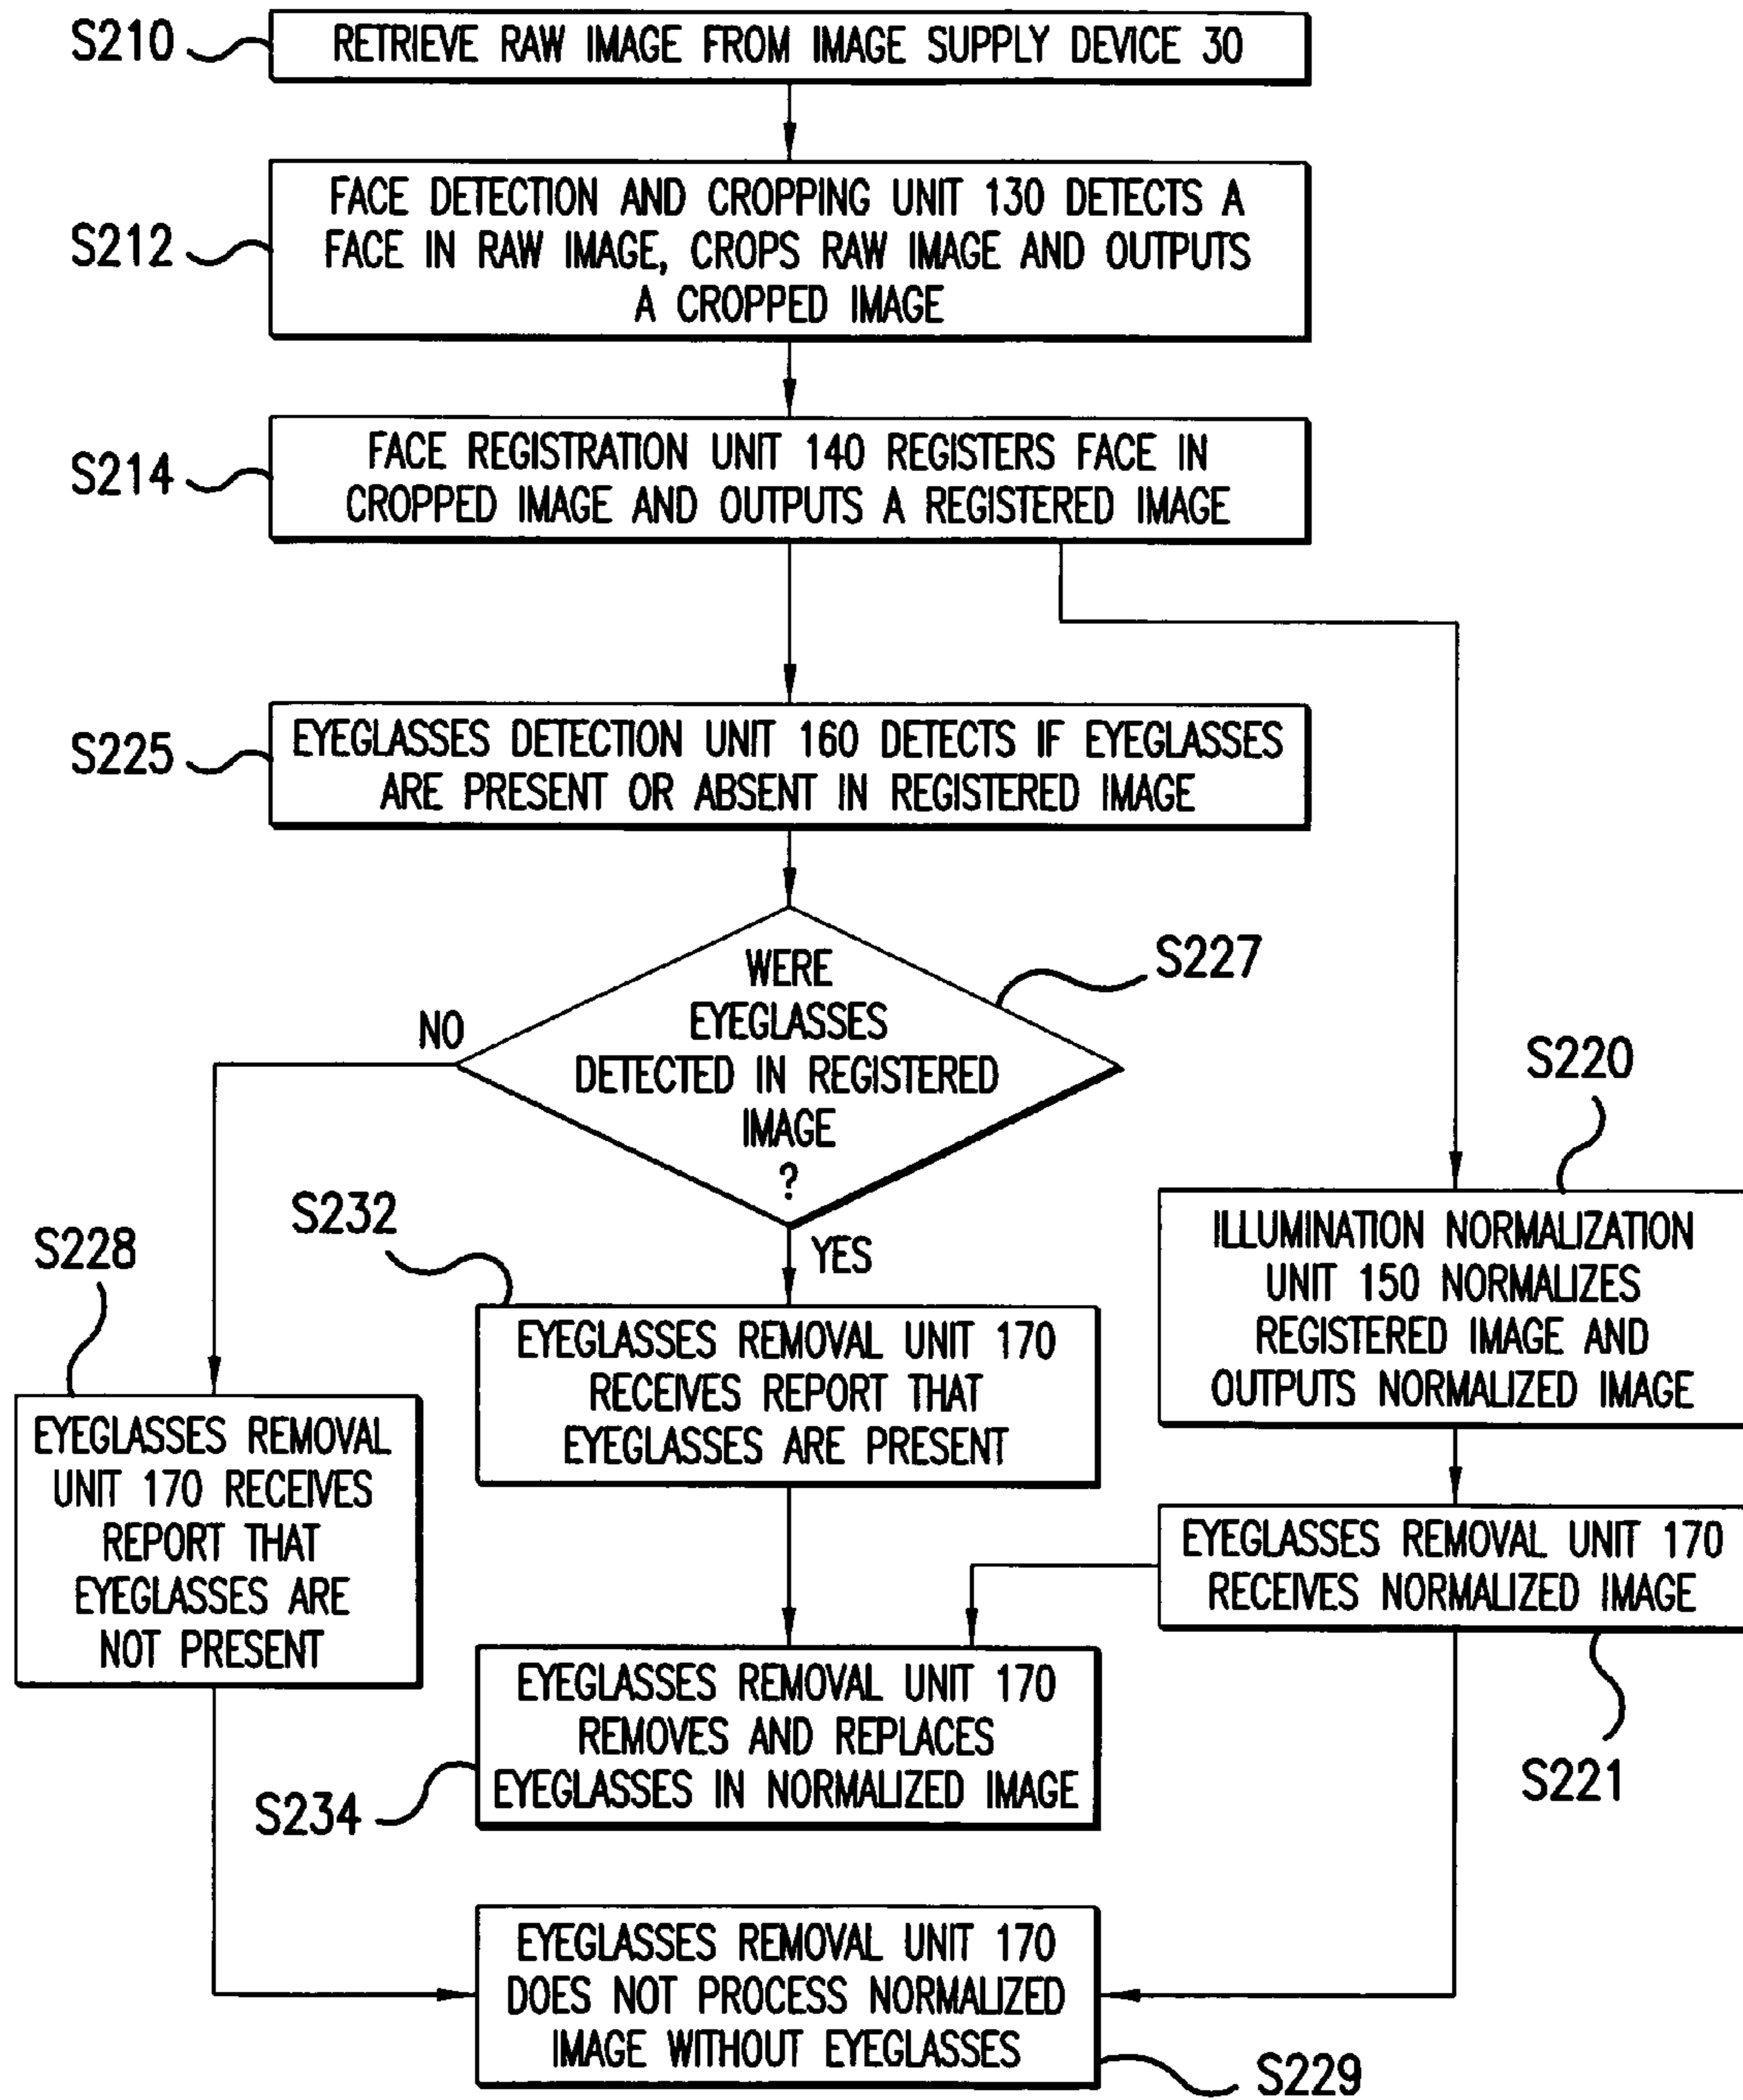 S210
RETRIEVE RAW IMAGE FROM IMAGE SUPPLY DEVICE 30
S212
FACE DETECTION AND CROPPING UNIT 130 DETECTS A
FACE IN RAW IMAGE, CROPS RAW IMAGE AND OUTPUTS
A CROPPED IMAGE
S214
FACE REGISTRATION UNIT 140 REGISTERS FACE IN
CROPPED IMAGE AND OUTPUTS A REGISTERED IMAGE
S225
EYEGLASSES DETECTION UNIT 160 DETECTS IF EYEGLASSES
ARE PRESENT OR ABSENT IN REGISTERED IMAGE
S227
WERE
EYEGLASSES
DETECTED IN REGISTERED
IMAGE
?
NO
YES
S228
EYEGLASSES REMOVAL
UNIT 170 RECEIVES
REPORT THAT
EYEGLASSES ARE
NOT PRESENT
S232
EYEGLASSES REMOVAL UNIT 170
RECEIVES REPORT THAT
EYEGLASSES ARE PRESENT
S220
ILLUMINATION NORMALIZATION
UNIT 150 NORMALIZES
REGISTERED IMAGE AND
OUTPUTS NORMALIZED IMAGE
EYEGLASSES REMOVAL UNIT 170
RECEIVES NORMALIZED IMAGE
S221
EYEGLASSES REMOVAL UNIT 170
REMOVES AND REPLACES
EYEGLASSES IN NORMALIZED IMAGE
S234
EYEGLASSES REMOVAL UNIT 170
DOES NOT PROCESS NORMALIZED
IMAGE WITHOUT EYEGLASSES
S229